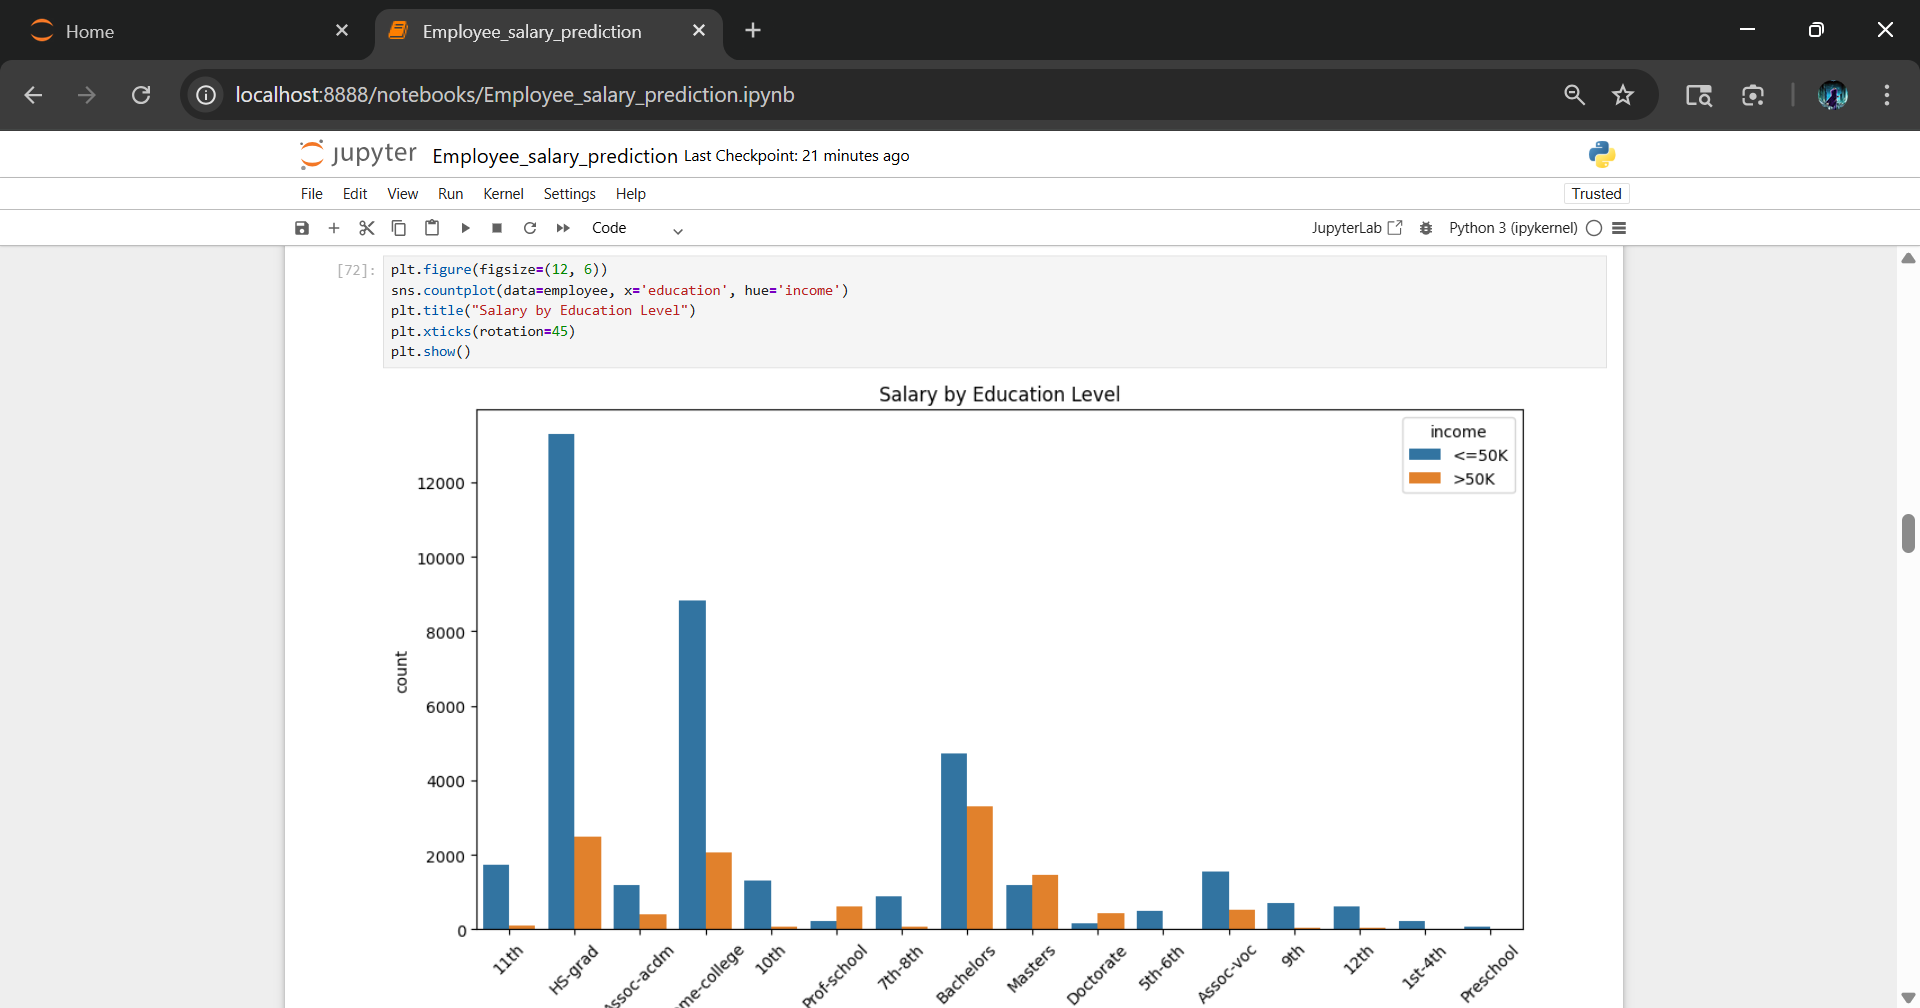 Home
Employee_salary_prediction
localhost:8888/notebooks/Employee_salary_prediction.ipynb
jupyter Employee_salary_prediction Last Checkpoint: 21 minutes ago
File Edit View Run Kernel Settings Help Trusted
Code JupyterLab Python 3 (ipykernel)
[72]: plt.figure(figsize=(12, 6))
sns.countplot(data=employee, x='education', hue='income')
plt.title("Salary by Education Level")
plt.xticks(rotation=45)
plt.show()
Salary by Education Level
income
<=50K
>50K
12000
10000
8000
6000
4000
2000
0
count
11th
HS-grad
Assoc-acdm
me-college
10th
Prof-school
7th-8th
Bachelors
Masters
Doctorate
5th-6th
Assoc-voc
9th
12th
1st-4th
Preschool